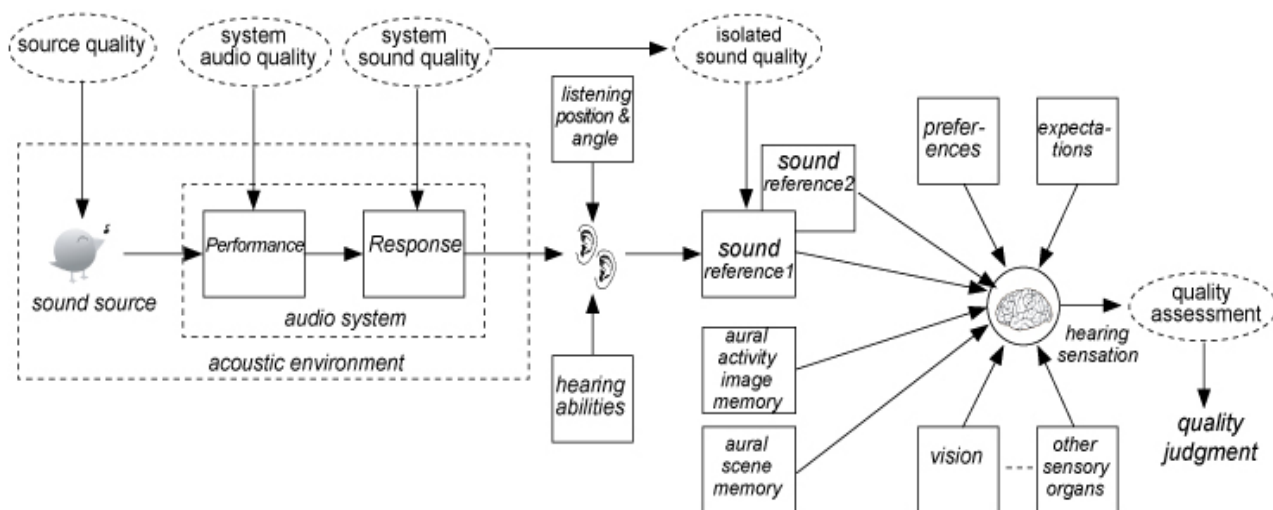 source quality
system
audio quality
system
sound quality
isolated
sound quality
listening
position &
angle
prefer-
ences
expecta-
tions
sound
reference2
Performance
Response
sound
reference1
sound source
audio system
acoustic environment
hearing
abilities
aural
activity
image
memory
aural
scene
memory
hearing
sensation
quality
assessment
vision
other
sensory
organs
quality
judgment